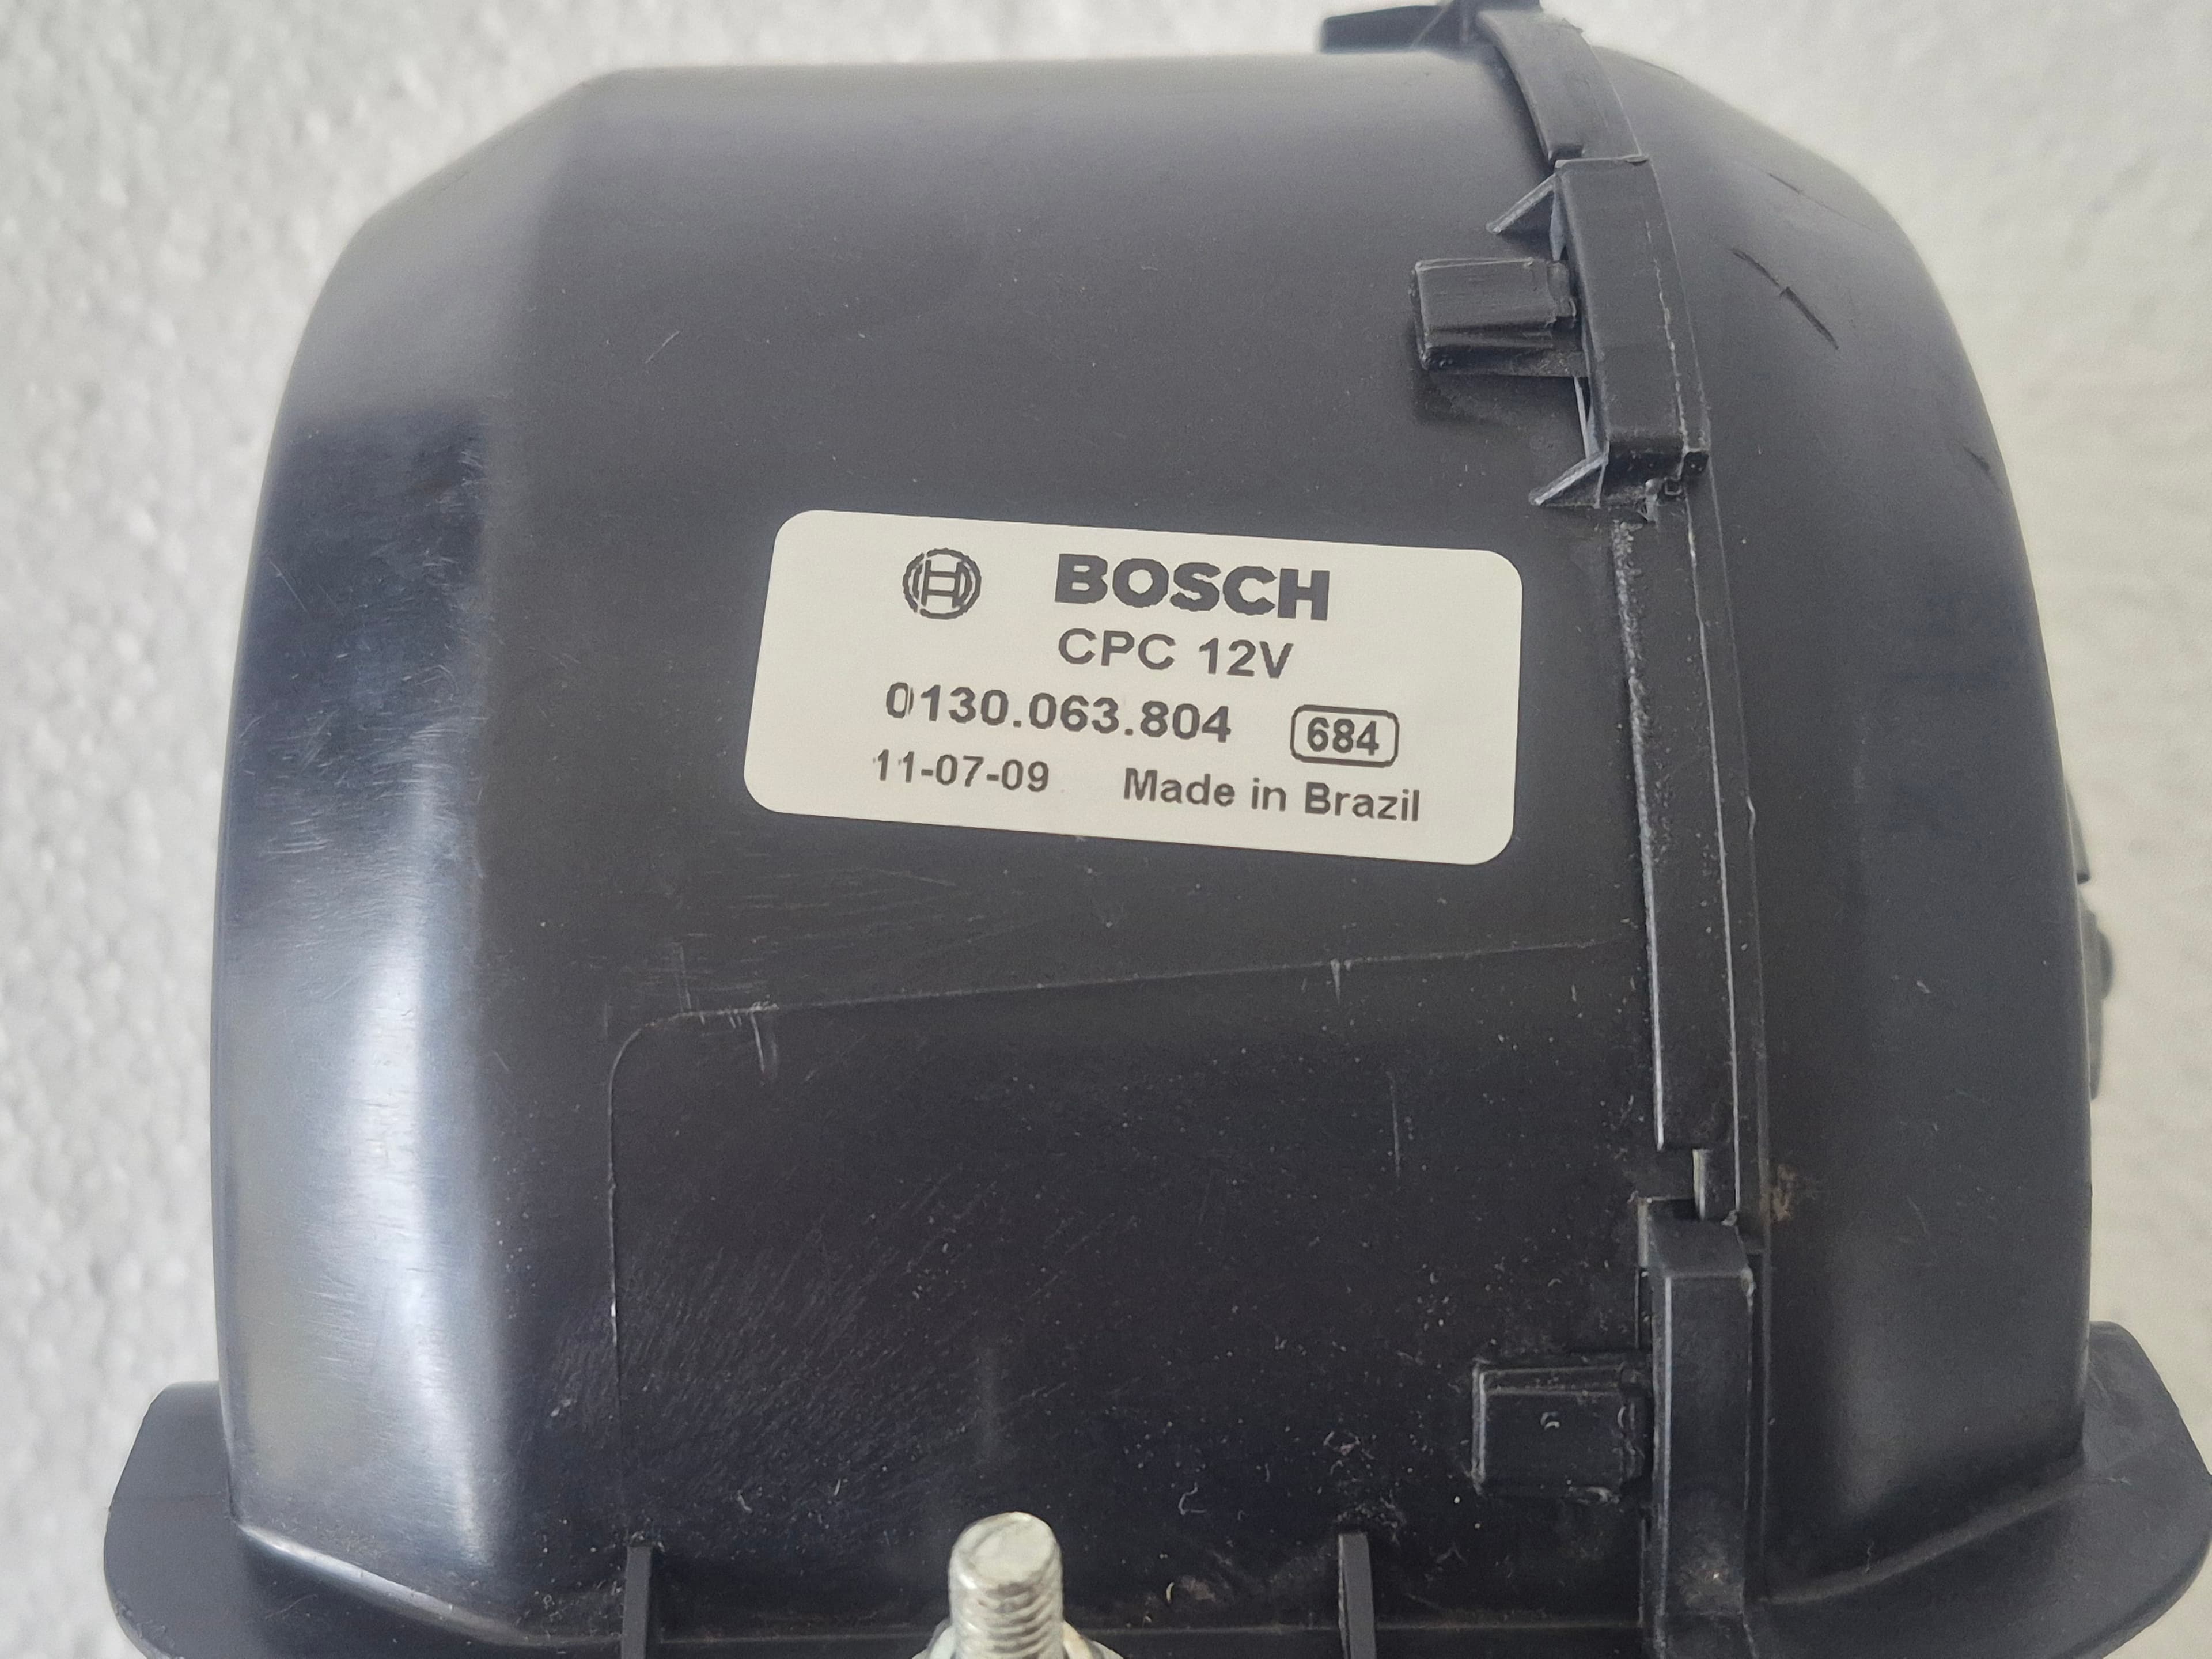 BOSCH
CPC 12V
0130.063.804 684
11-07-09 Made in Brazil